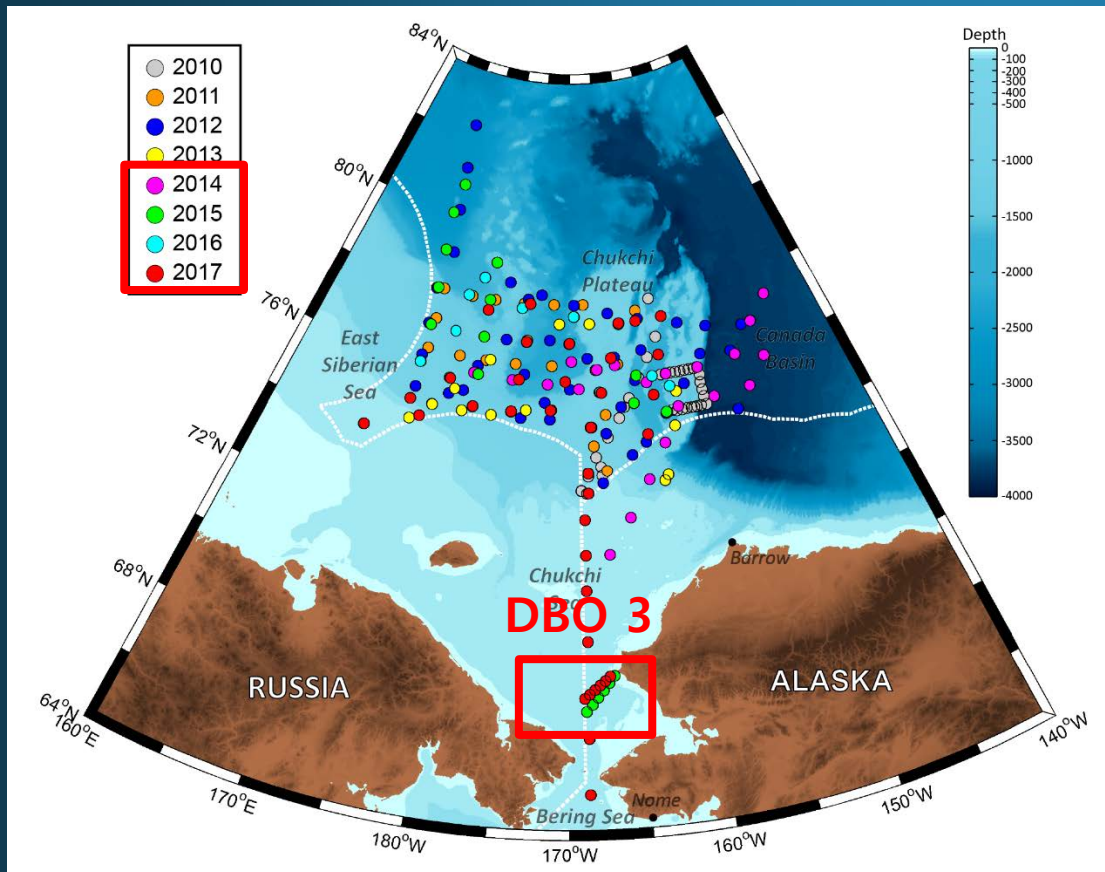 2010
2011
2012
2013
2014
2015
2016
2017
Depth
0
-100
-200
-300
-400
-500
-1000
-1500
-2000
-2500
-3000
-3500
-4000
84°N
80°N
76°N
72°N
68°N
64°N
160°E
170°E
180°W
170°W
160°W
150°W
140°W
Chukchi
Plateau
Canada
Basin
East
Siberian
Sea
Barrow
Chukchi
Sea
DBO 3
RUSSIA
ALASKA
Nome
Bering Sea